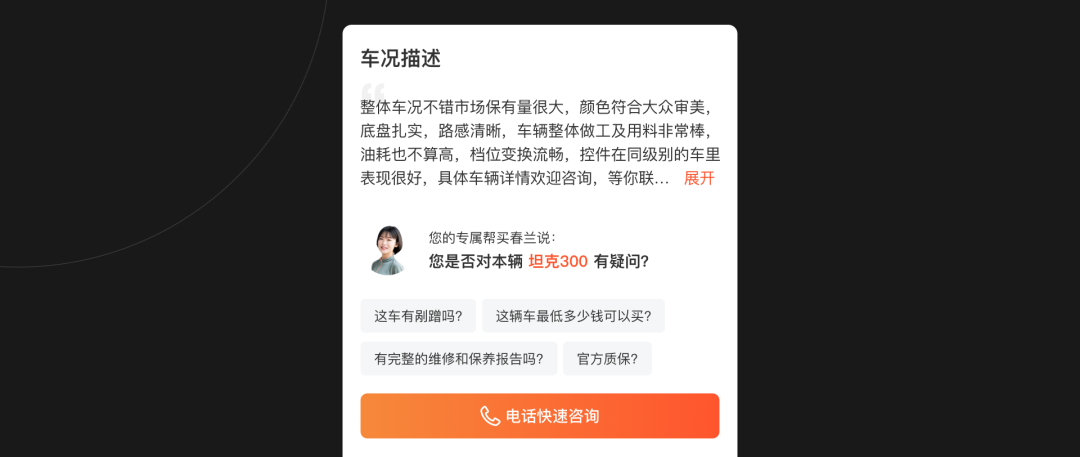 车况描述
整体车况不错市场保有量很大，颜色符合大众审美，
底盘扎实，路感清晰，车辆整体做工及用料非常棒，
油耗也不算高，档位变换流畅，控件在同级别的车里
表现很好，具体车辆详情欢迎咨询，等你联... 展开
您的专属帮买春兰说：
您是否对本辆 坦克300 有疑问?
这车有剐蹭吗? 这辆车最低多少钱可以买?
有完整的维修和保养报告吗? 官方质保?
电话快速咨询